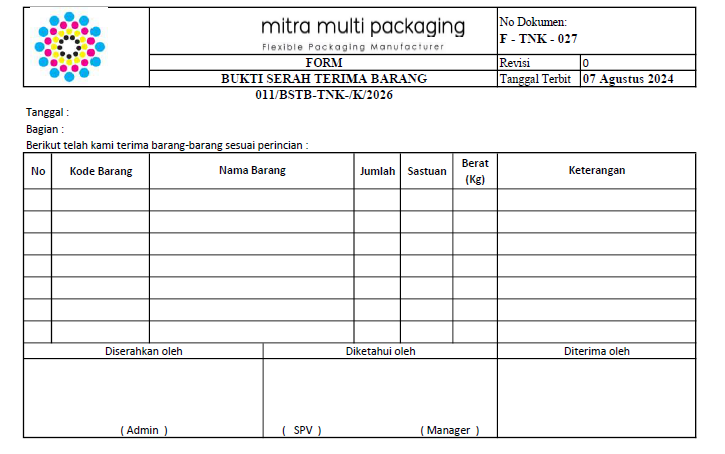 mitra multi packaging
Flexible Packaging Manufacturer
No Dokumen:
F - TNK - 027
FORM
Revisi 0
BUKTI SERAH TERIMA BARANG
Tanggal Terbit 07 Agustus 2024
011/BSTB-TNK-/K/2026
Tanggal :
Bagian :
Berikut telah kami terima barang-barang sesuai perincian :
No Kode Barang Nama Barang Jumlah Sastuan Berat (Kg) Keterangan
Diserahkan oleh Diketahui oleh Diterima oleh
( Admin ) ( SPV ) ( Manager )